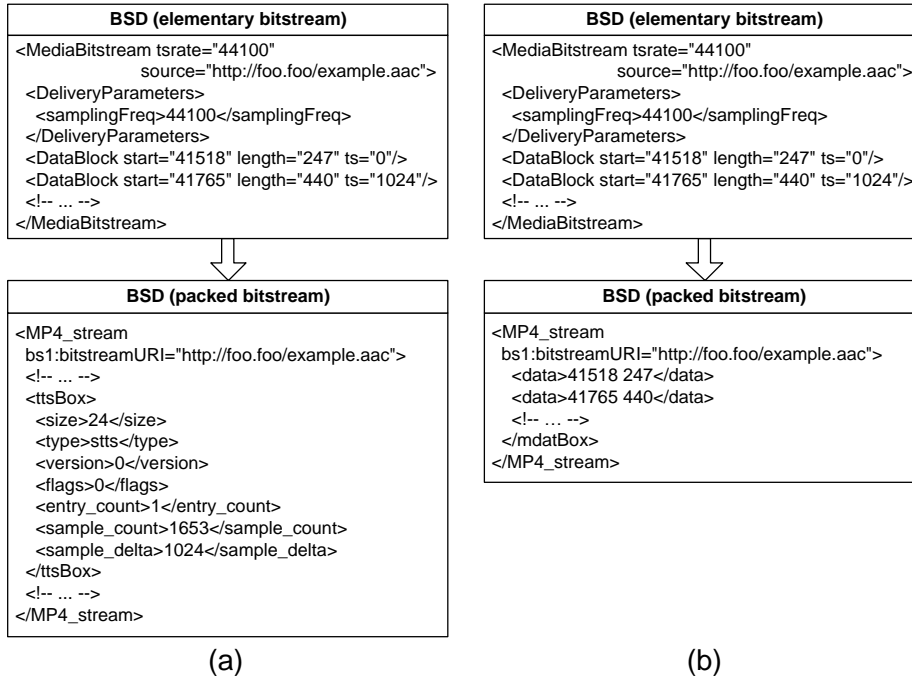 BSD (elementary bitstream)
<MediaBitstream tsrate="44100"
source="http://foo.foo/example.aac">
<DeliveryParameters>
<samplingFreq>44100</samplingFreq>
</DeliveryParameters>
<DataBlock start="41518" length="247" ts="0"/>
<DataBlock start="41765" length="440" ts="1024"/>
<!-- ... -->
</MediaBitstream>
BSD (packed bitstream)
<MP4_stream
bs1:bitstreamURI="http://foo.foo/example.aac">
<!-- ... -->
<ttsBox>
<size>24</size>
<type>stts</type>
<version>0</version>
<flags>0</flags>
<entry_count>1</entry_count>
<sample_count>1653</sample_count>
<sample_delta>1024</sample_delta>
</ttsBox>
<!-- ... -->
</MP4_stream>
(a)
BSD (elementary bitstream)
<MediaBitstream tsrate="44100"
source="http://foo.foo/example.aac">
<DeliveryParameters>
<samplingFreq>44100</samplingFreq>
</DeliveryParameters>
<DataBlock start="41518" length="247" ts="0"/>
<DataBlock start="41765" length="440" ts="1024"/>
<!-- ... -->
</MediaBitstream>
BSD (packed bitstream)
<MP4_stream
bs1:bitstreamURI="http://foo.foo/example.aac">
<data>41518 247</data>
<data>41765 440</data>
<!-- … -->
</mdatBox>
</MP4_stream>
(b)